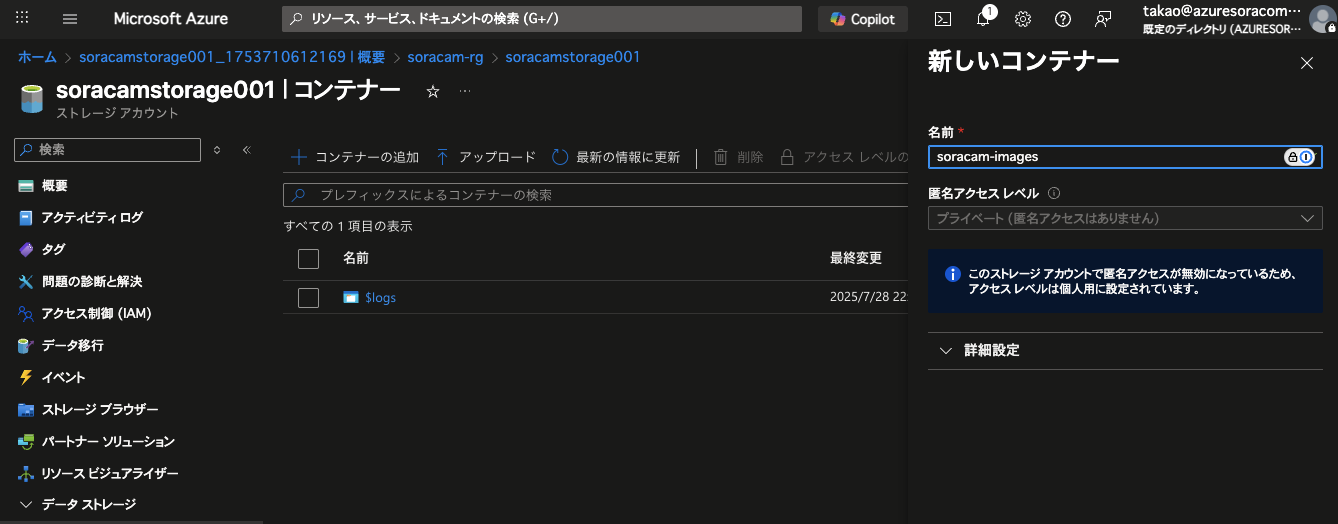 Microsoft Azure
リソース、サービス、ドキュメントの検索 (G+/)
Copilot
1
takao@azuresoracom...
既定のディレクトリ (AZURESOR...
ホーム > soracamstorage001_1753710612169 | 概要 > soracam-rg > soracamstorage001
soracamstorage001 | コンテナー
ストレージ アカウント
検索
概要
アクティビティ ログ
タグ
問題の診断と解決
アクセス制御 (IAM)
データ移行
イベント
ストレージ ブラウザー
パートナー ソリューション
リソース ビジュアライザー
データ ストレージ
コンテナーの追加
アップロード
最新の情報に更新
削除
アクセス レベルの
プレフィックスによるコンテナーの検索
すべての 1 項目の表示
名前
最終変更
$logs
2025/7/28 22:
新しいコンテナー
名前 *
soracam-images
匿名アクセス レベル
プライベート (匿名アクセスはありません)
このストレージ アカウントで匿名アクセスが無効になっているため、
アクセス レベルは個人用に設定されています。
詳細設定